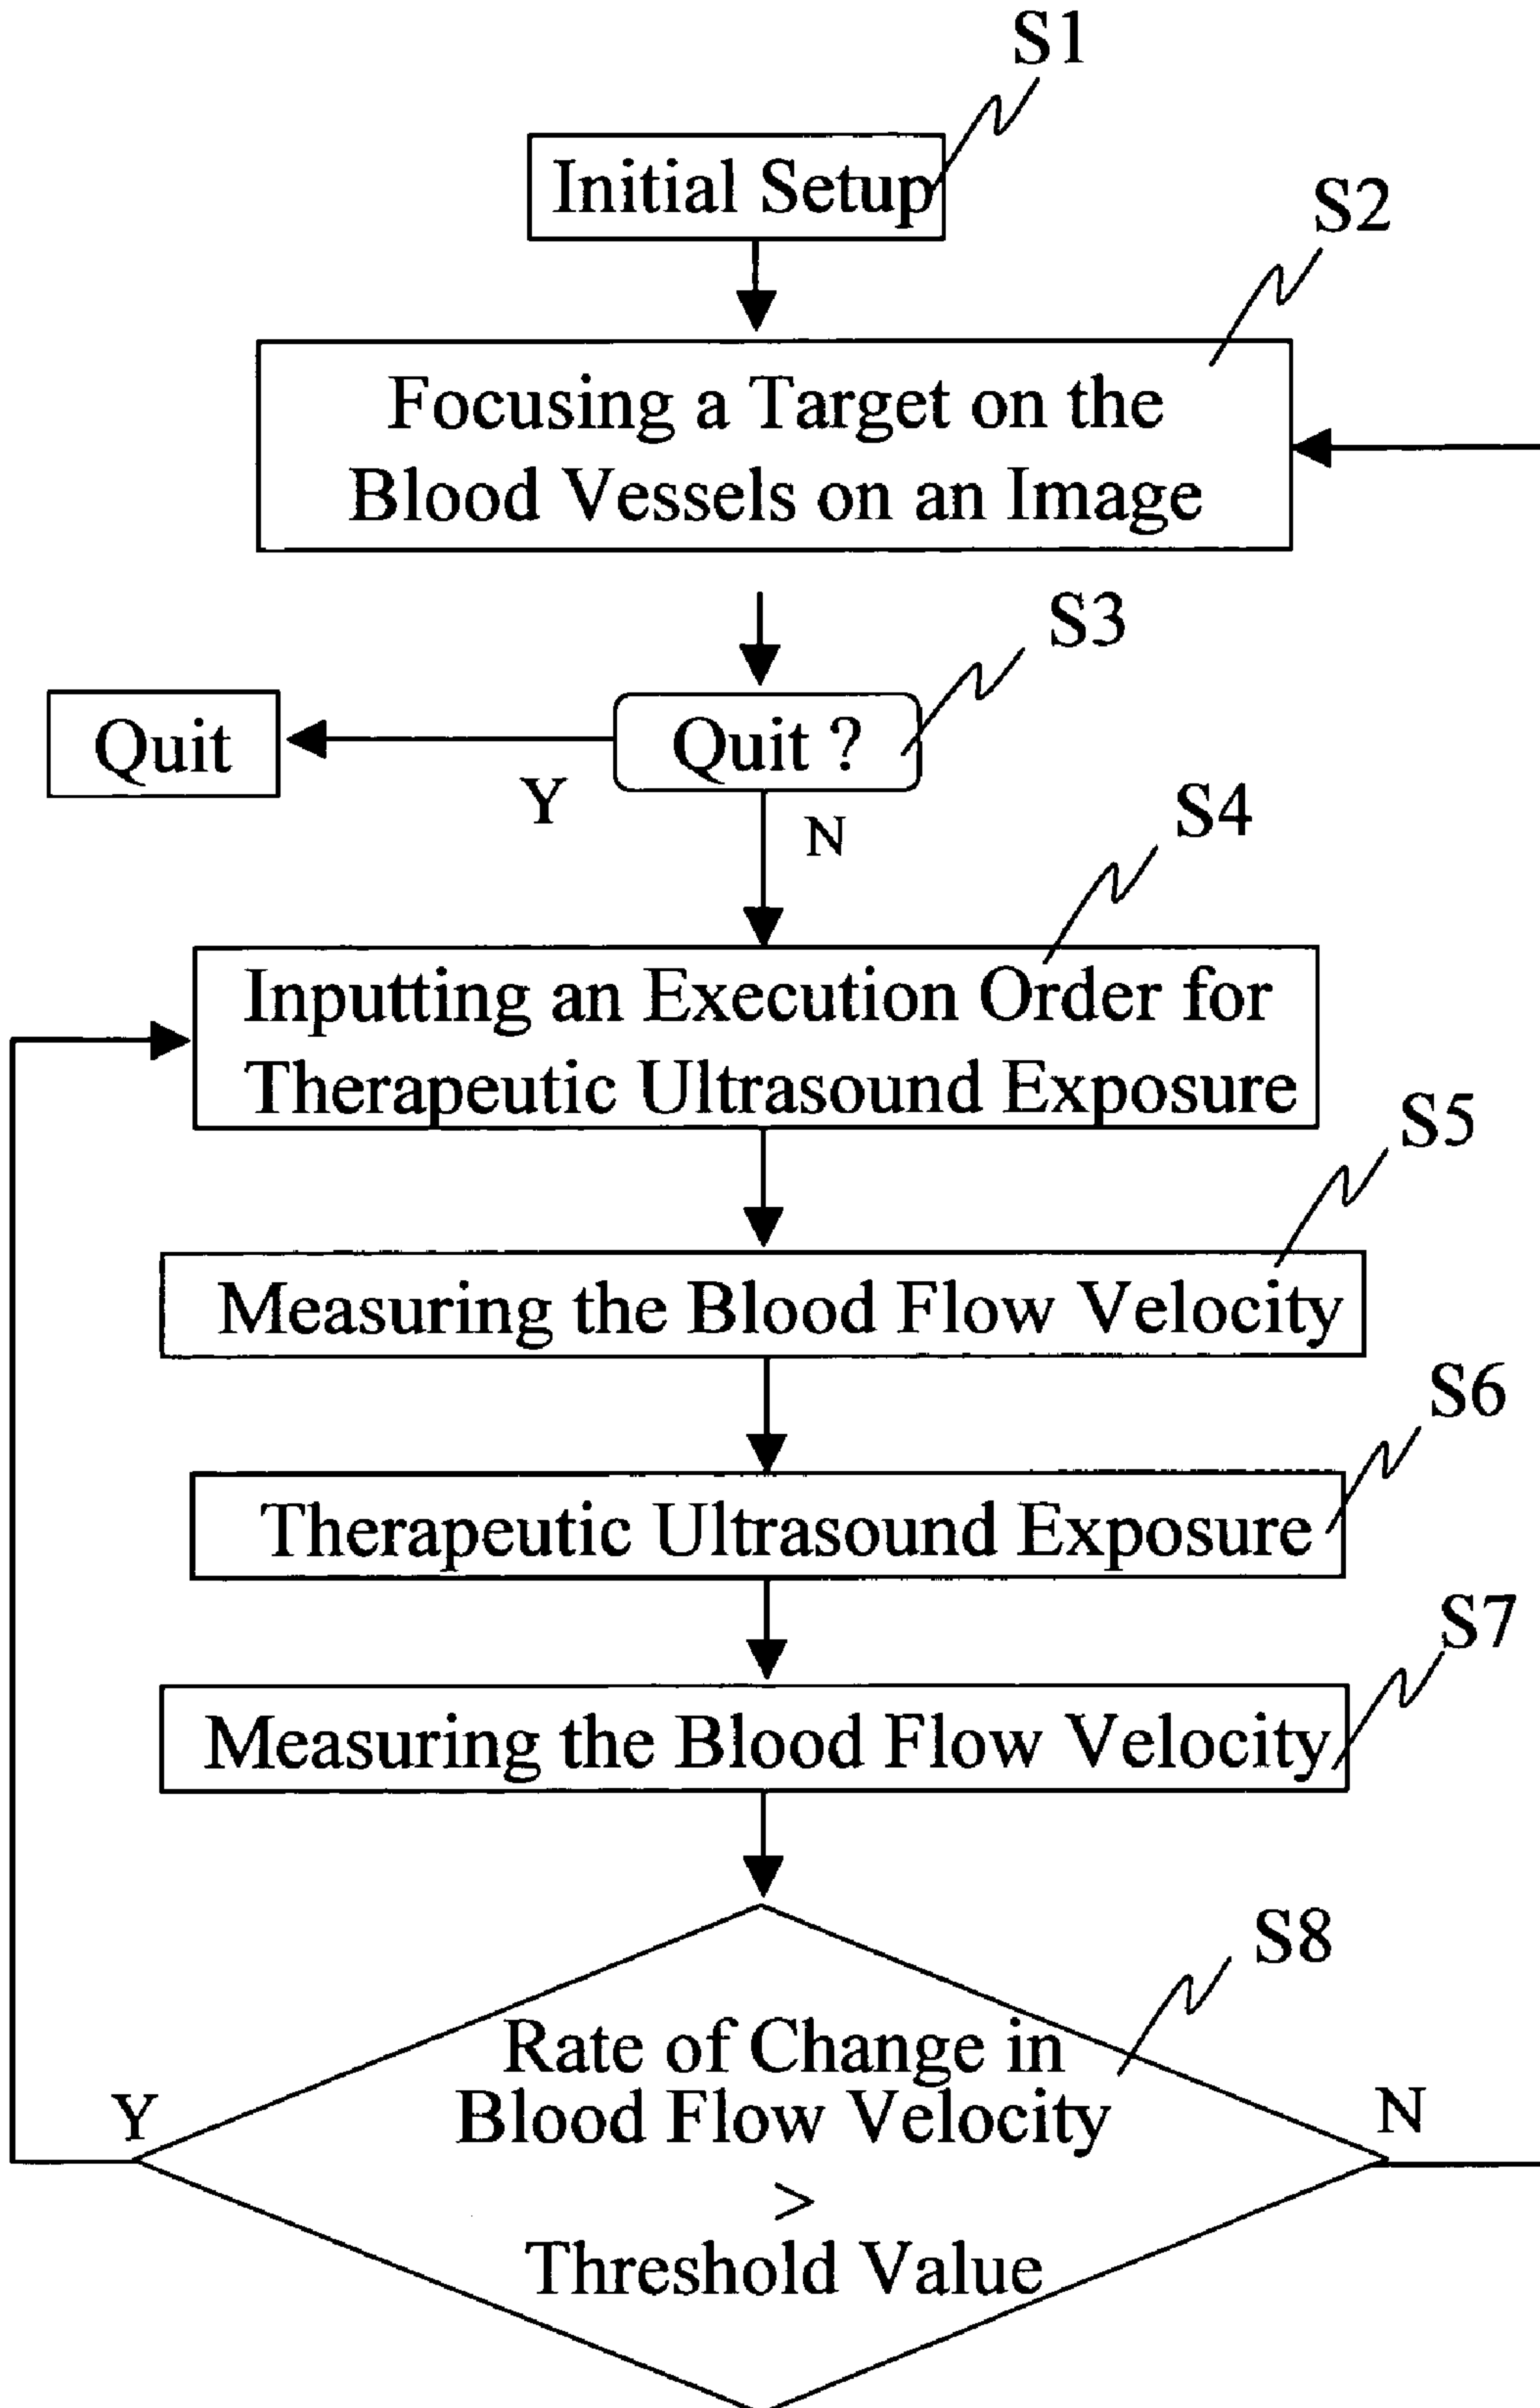 S1
Initial Setup
S2
Focusing a Target on the
Blood Vessels on an Image
S3
Quit
Quit ?
Y
N
S4
Inputting an Execution Order for
Therapeutic Ultrasound Exposure
S5
Measuring the Blood Flow Velocity
S6
Therapeutic Ultrasound Exposure
S7
Measuring the Blood Flow Velocity
S8
Rate of Change in
Blood Flow Velocity
>
Threshold Value
Y
N